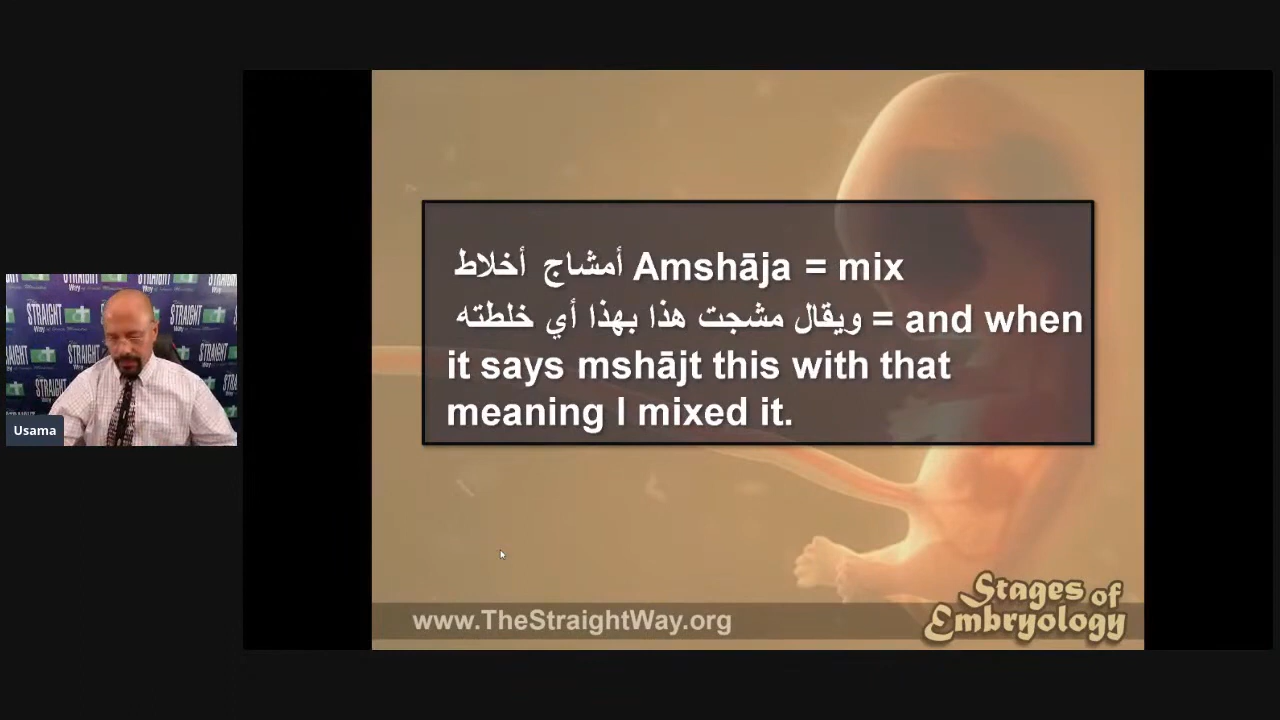 أمشاج أخلاط Amshāja = mix
ويقال مشجت هذا بهذا أي خلطته = and when
it says mshājt this with that
meaning I mixed it.
www.TheStraightWay.org
Stages of
Embryology
Usama
STRAIGHT